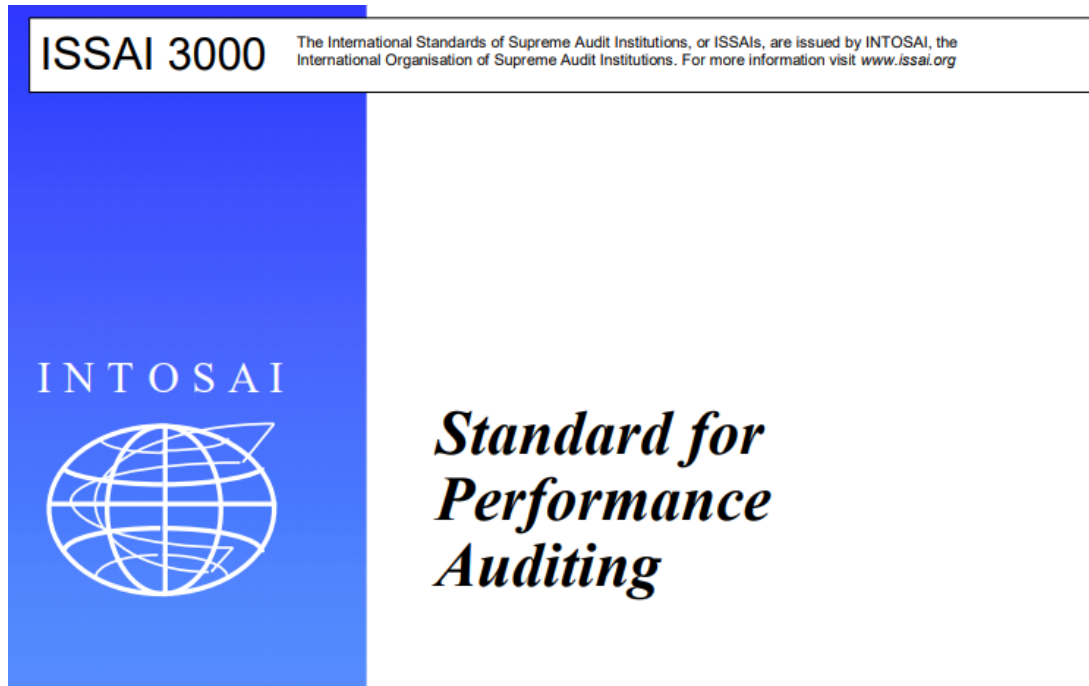 ISSAI 3000
The International Standards of Supreme Audit Institutions, or ISSAIs, are issued by INTOSAI, the
International Organisation of Supreme Audit Institutions. For more information visit www.issai.org
INTOSAI
Standard for
Performance
Auditing